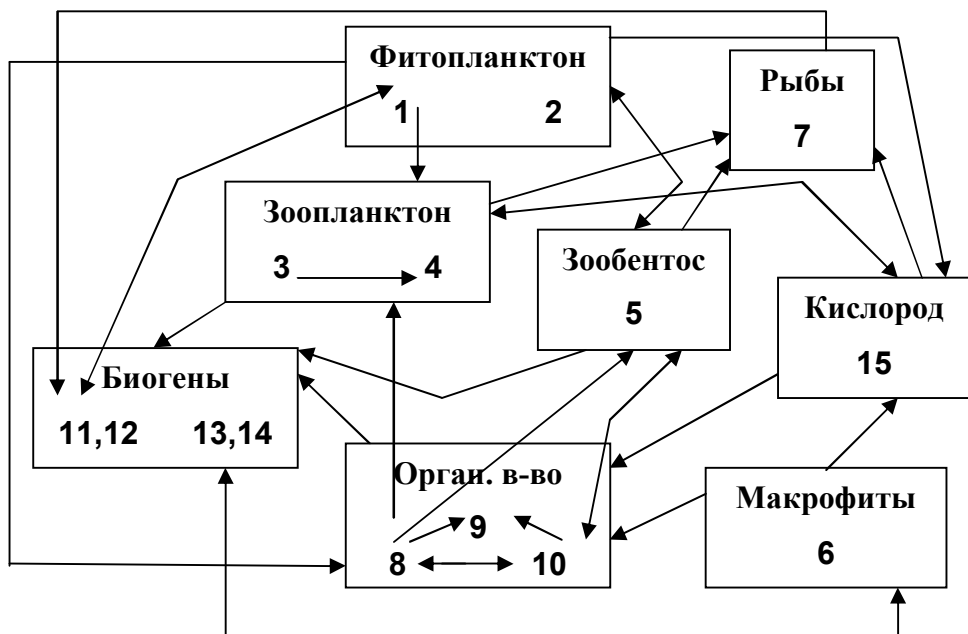 Фитопланктон
1 2
Рыбы
7
Зоопланктон
3 4
Зообентос
5
Кислород
15
Биогены
11,12 13,14
Орган. в-во
9
8 10
Макрофиты
6